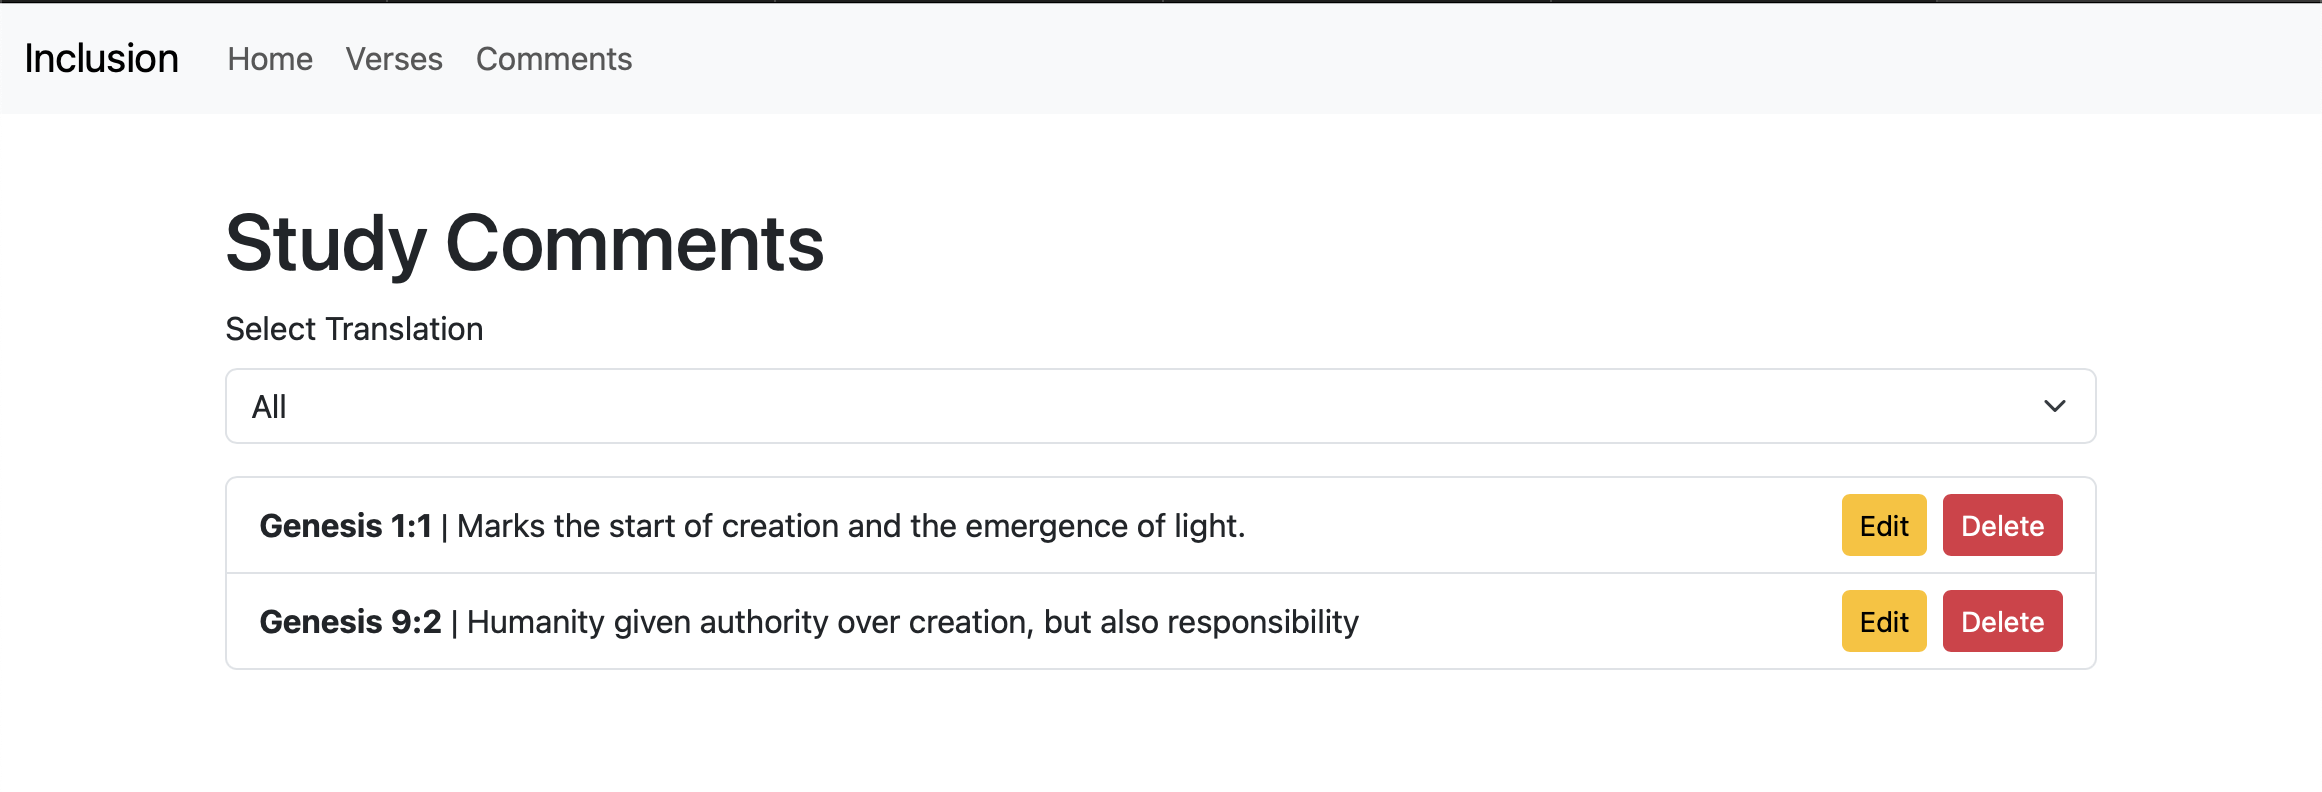 Inclusion Home Verses Comments
Study Comments
Select Translation
All
Genesis 1:1 | Marks the start of creation and the emergence of light. Edit Delete
Genesis 9:2 | Humanity given authority over creation, but also responsibility Edit Delete